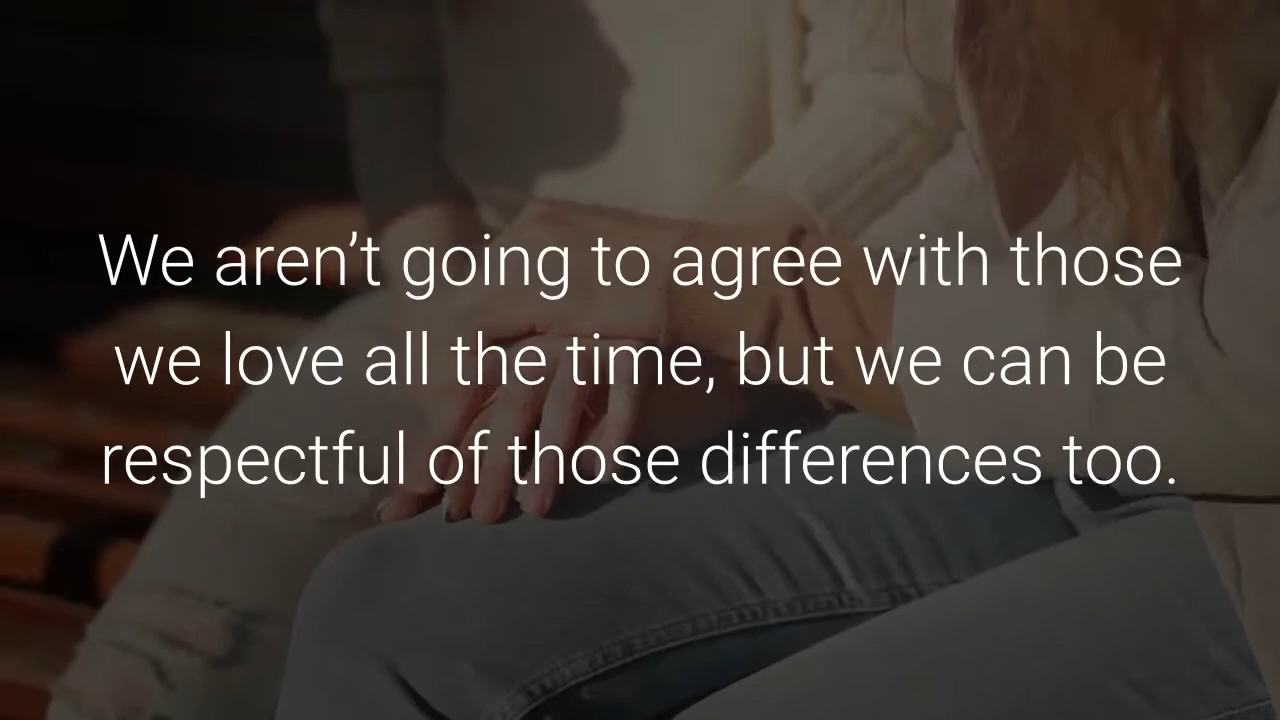 We aren’t going to agree with those
we love all the time, but we can be
respectful of those differences too.